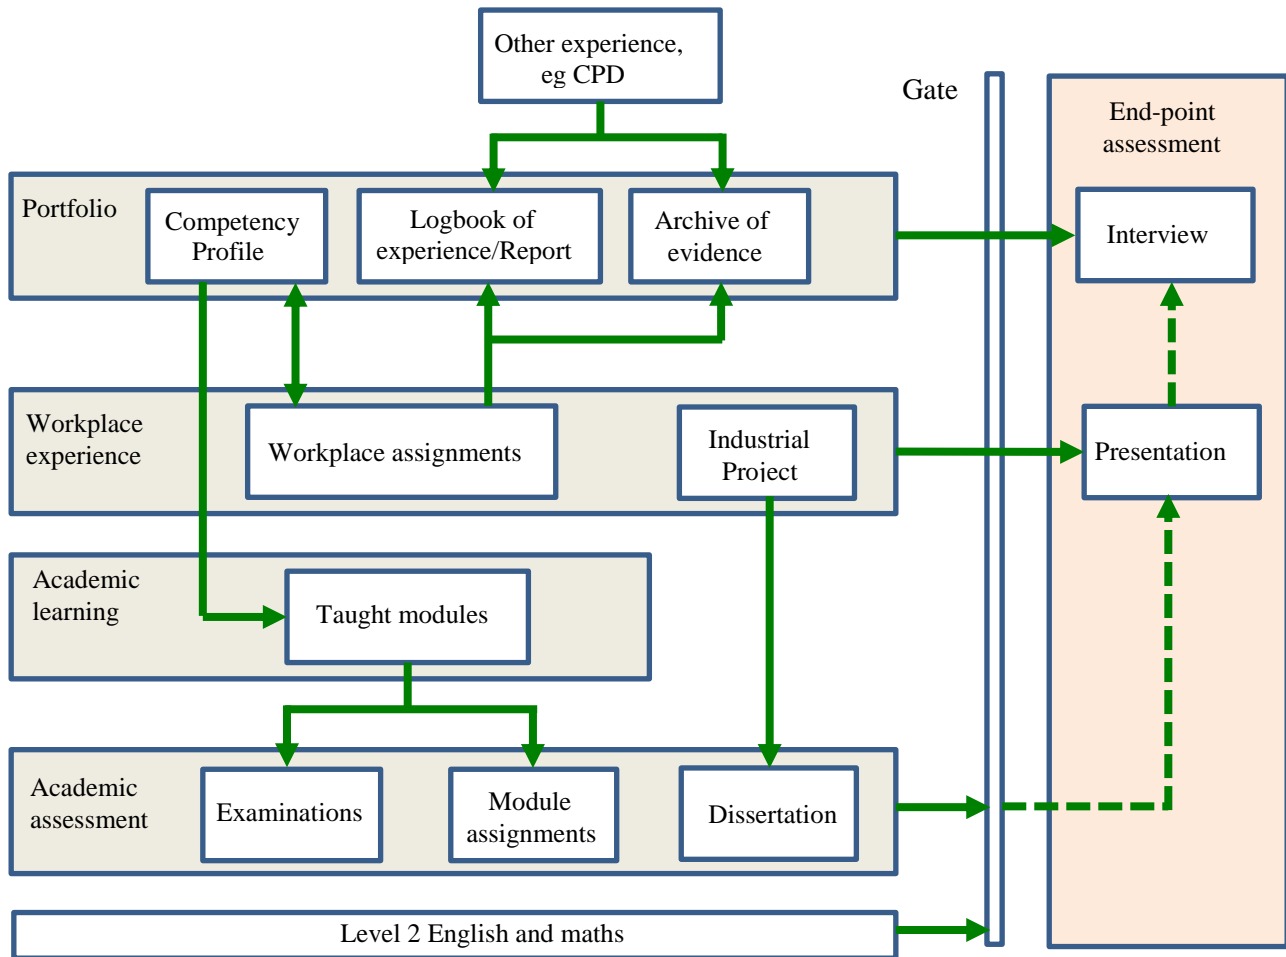 Other experience,
eg CPD
Gate
End-point
assessment
Portfolio
Competency
Profile
Logbook of
experience/Report
Archive of
evidence
Interview
Workplace
experience
Workplace assignments
Industrial
Project
Presentation
Academic
learning
Taught modules
Academic
assessment
Examinations
Module
assignments
Dissertation
Level 2 English and maths